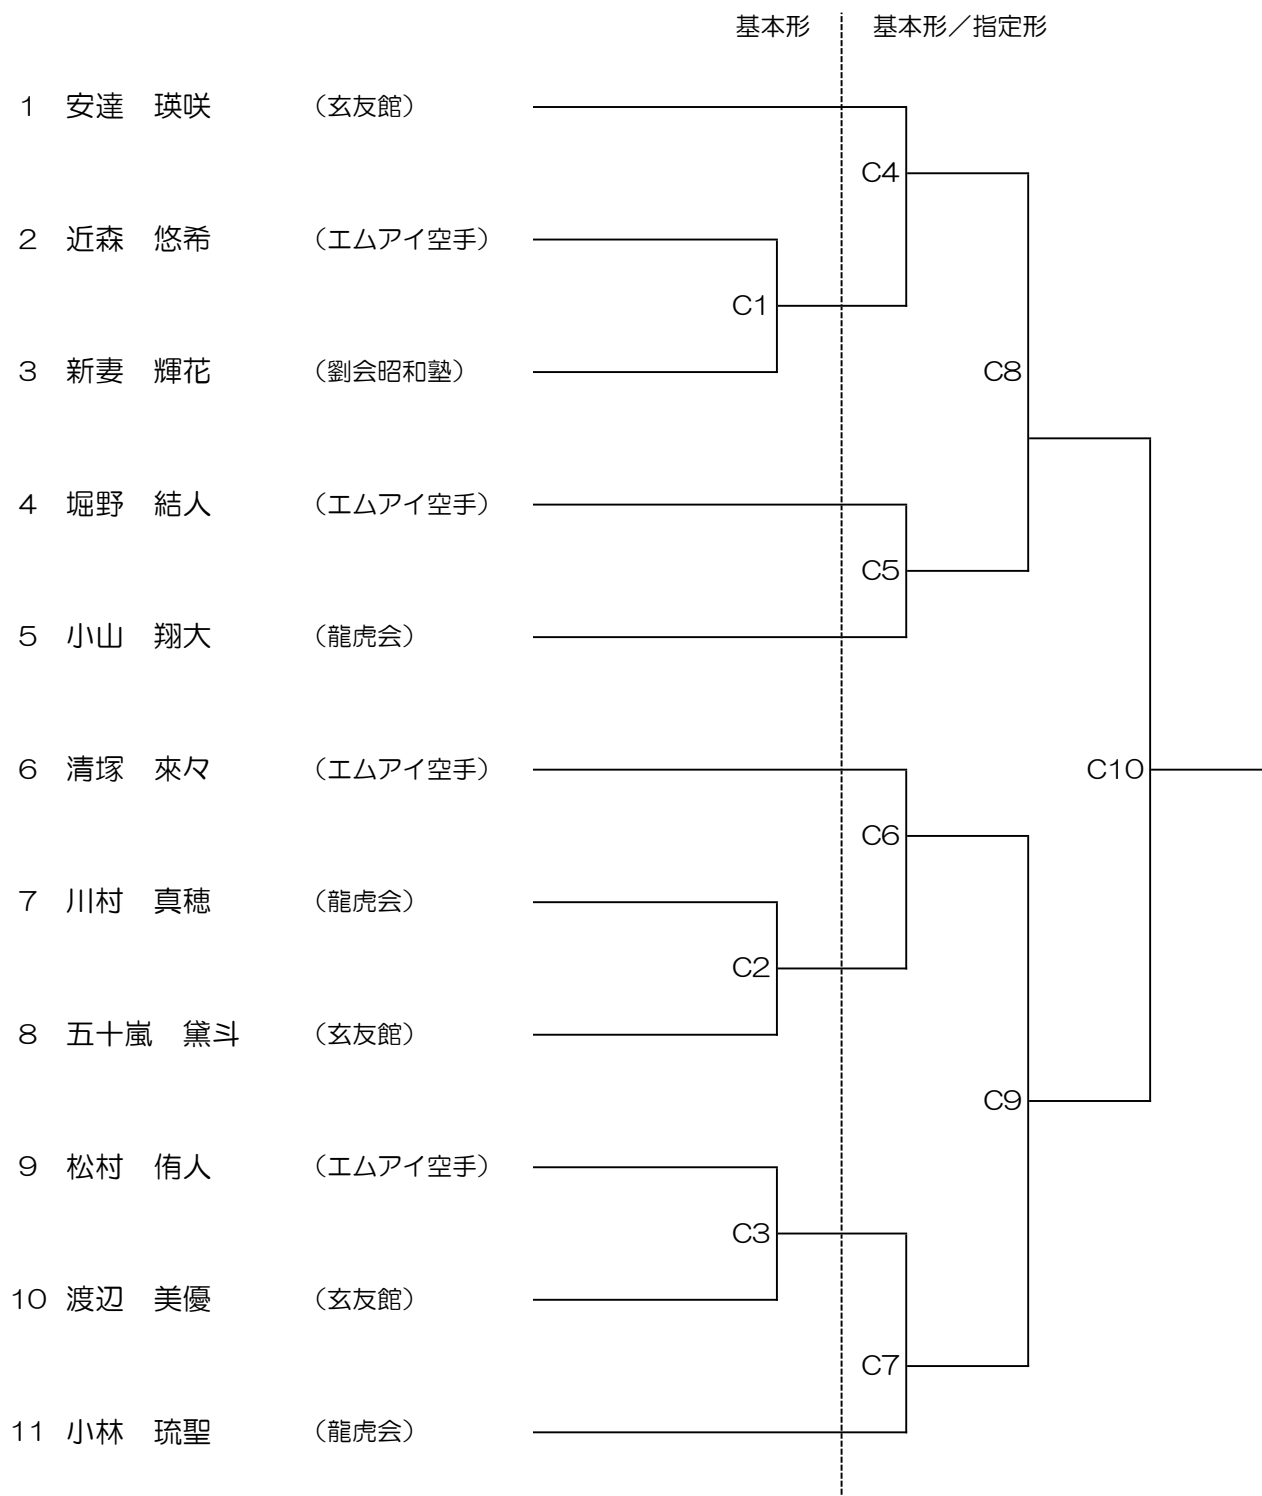 基本形 基本形／指定形
1 安達 瑛咲 （玄友館）
C4
2 近森 悠希 （エムアイ空手）
C1
3 新妻 輝花 （劉会昭和塾）
C8
4 堀野 結人 （エムアイ空手）
C5
5 小山 翔大 （龍虎会）
6 清塚 來々 （エムアイ空手）
C10
C6
7 川村 真穂 （龍虎会）
C2
8 五十嵐 黛斗 （玄友館）
C9
9 松村 侑人 （エムアイ空手）
C3
10 渡辺 美優 （玄友館）
C7
11 小林 琉聖 （龍虎会）